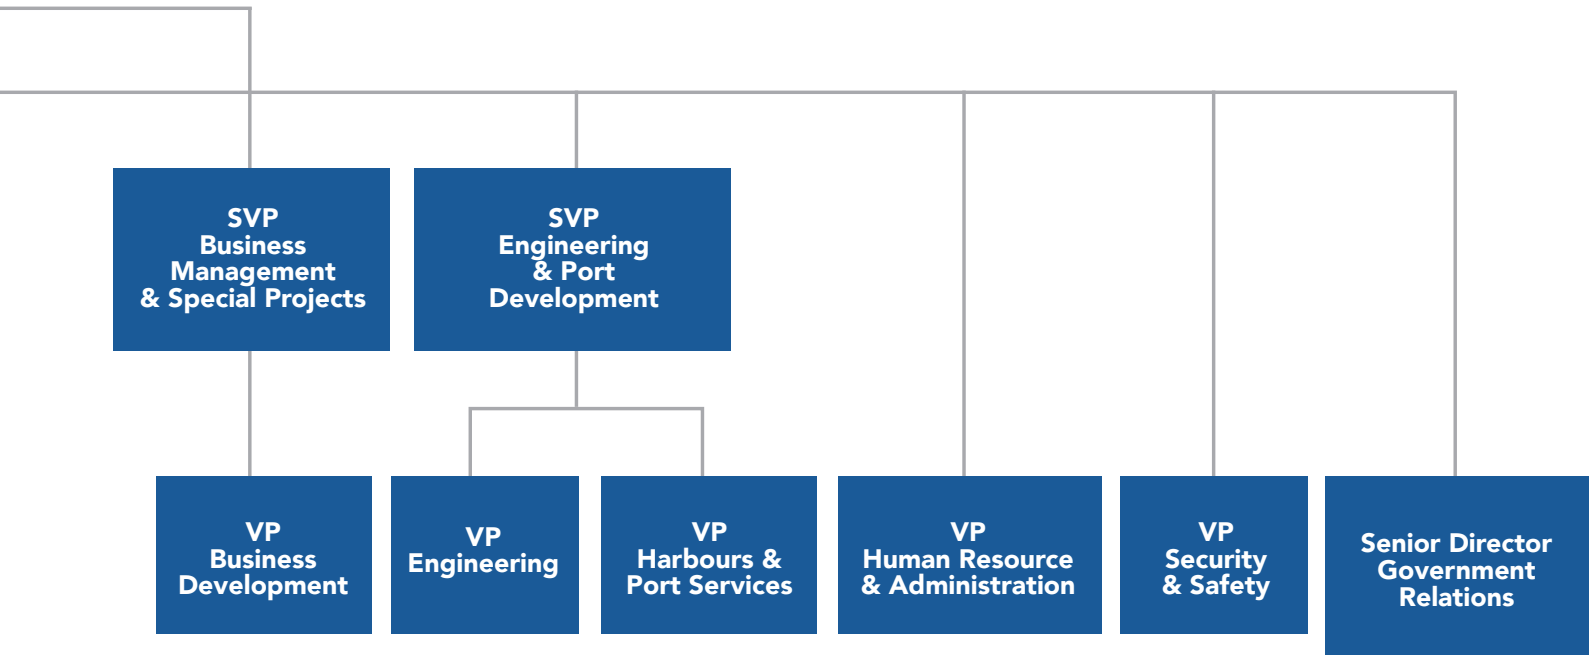 SVP
Business
Management
& Special Projects
SVP
Engineering
& Port
Development
VP
Business
Development
VP
Engineering
VP
Harbours &
Port Services
VP
Human Resource
& Administration
VP
Security
& Safety
Senior Director
Government
Relations